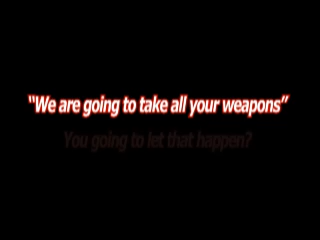 “We are going to take all your weapons”
You going to let that happen?